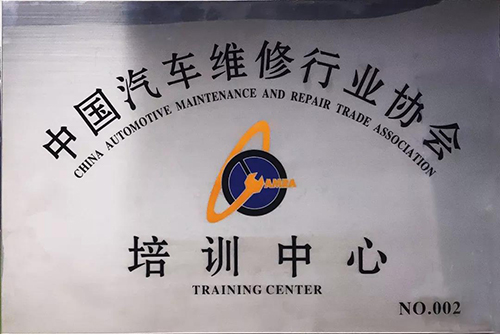 中国汽车维修行业协会
CHINA AUTOMOTIVE MAINTENANCE AND REPAIR TRADE ASSOCIATION
AMRA
培训中心
TRAINING CENTER
NO.002